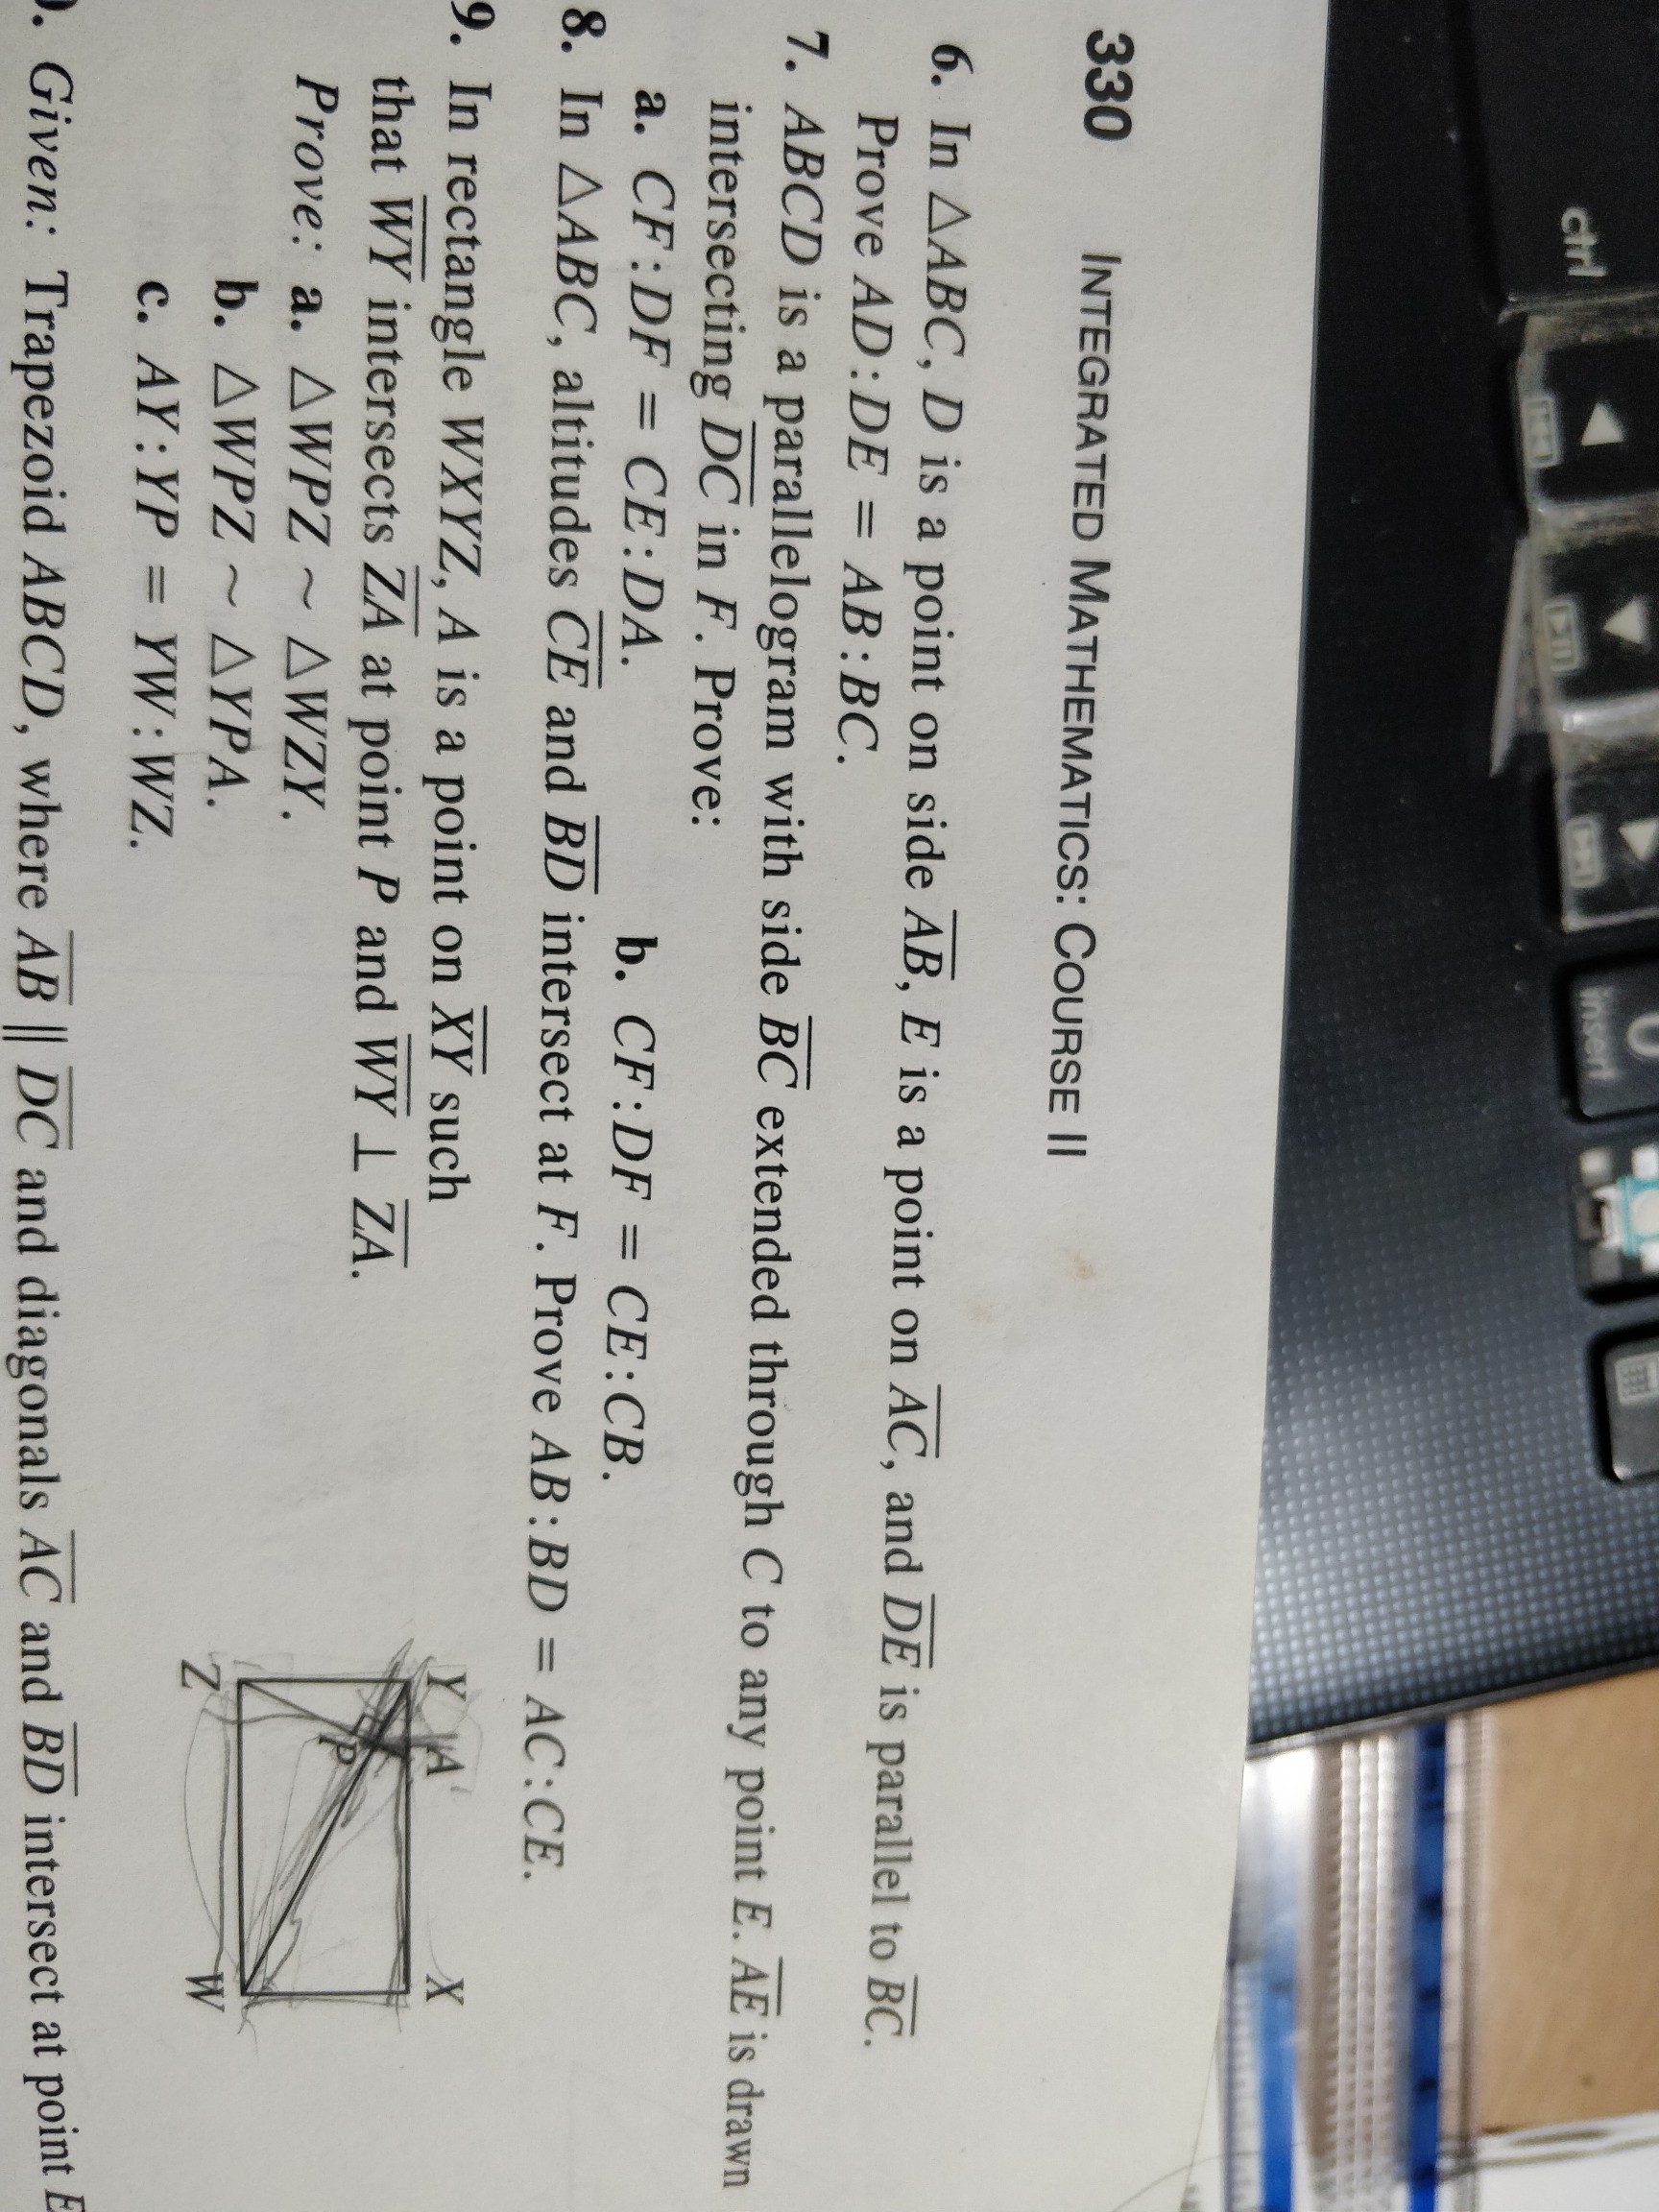 330 INTEGRATED MATHEMATICS: COURSE II
6. In △ABC, D is a point on side AB, E is a point on AC, and DE is parallel to BC.
Prove AD:DE = AB:BC.
7. ABCD is a parallelogram with side BC extended through C to any point E. AE is drawn
intersecting DC in F. Prove:
a. CF:DF = CE:DA. b. CF:DF = CE:CB.
8. In △ABC, altitudes CE and BD intersect at F. Prove AB:BD = AC:CE.
9. In rectangle WXYZ, A is a point on XY such
that WY intersects ZA at point P and WY ⊥ ZA.
Prove: a. △WPZ ~ △WZY.
b. △WPZ ~ △YPA.
c. AY:YP = YW:WZ.
Y A X
P
Z W
Given: Trapezoid ABCD, where AB || DC and diagonals AC and BD intersect at point E
ctrl
0
insert